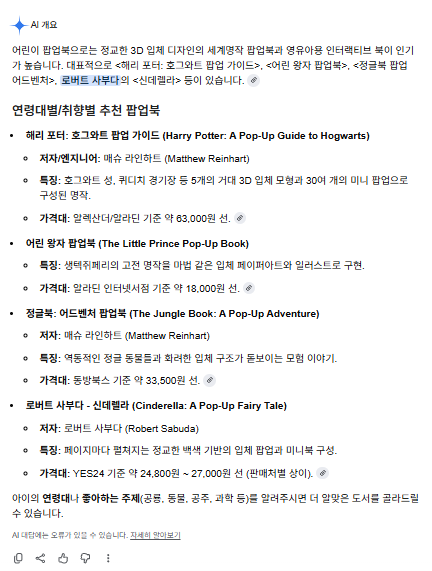 AI 개요
어린이 팝업북으로는 정교한 3D 입체 디자인의 세계명작 팝업북과 영유아용 인터랙티브 북이 인기
가 높습니다. 대표적으로 <해리 포터: 호그와트 팝업 가이드>, <어린 왕자 팝업북>, <정글북 팝업
어드벤처>, 로버트 사부다의 <신데렐라> 등이 있습니다.
연령대별/취향별 추천 팝업북
• 해리 포터: 호그와트 팝업 가이드 (Harry Potter: A Pop-Up Guide to Hogwarts)
저자/엔지니어: 매슈 라인하트 (Matthew Reinhart)
특징: 호그와트 성, 퀴디치 경기장 등 5개의 거대 3D 입체 모형과 30여 개의 미니 팝업으로
구성된 명작.
가격대: 알렉산더/알라딘 기준 약 63,000원 선.
• 어린 왕자 팝업북 (The Little Prince Pop-Up Book)
특징: 생텍쥐페리의 고전 명작을 마법 같은 입체 페이퍼아트와 일러스트로 구현.
가격대: 알라딘 인터넷서점 기준 약 18,000원 선.
• 정글북: 어드벤처 팝업북 (The Jungle Book: A Pop-Up Adventure)
저자: 매슈 라인하트 (Matthew Reinhart)
특징: 역동적인 정글 동물들과 화려한 입체 구조가 돋보이는 모험 이야기.
가격대: 동방북스 기준 약 33,500원 선.
• 로버트 사부다 - 신데렐라 (Cinderella: A Pop-Up Fairy Tale)
저자: 로버트 사부다 (Robert Sabuda)
특징: 페이지마다 펼쳐지는 정교한 백색 기반의 입체 팝업과 미니북 구성.
가격대: YES24 기준 약 24,800원 ~ 27,000원 선 (판매처별 상이).
아이의 연령대나 좋아하는 주제(공룡, 동물, 공주, 과학 등)를 알려주시면 더 알맞은 도서를 골라드릴
수 있습니다.
AI 대답에는 오류가 있을 수 있습니다. 자세히 알아보기